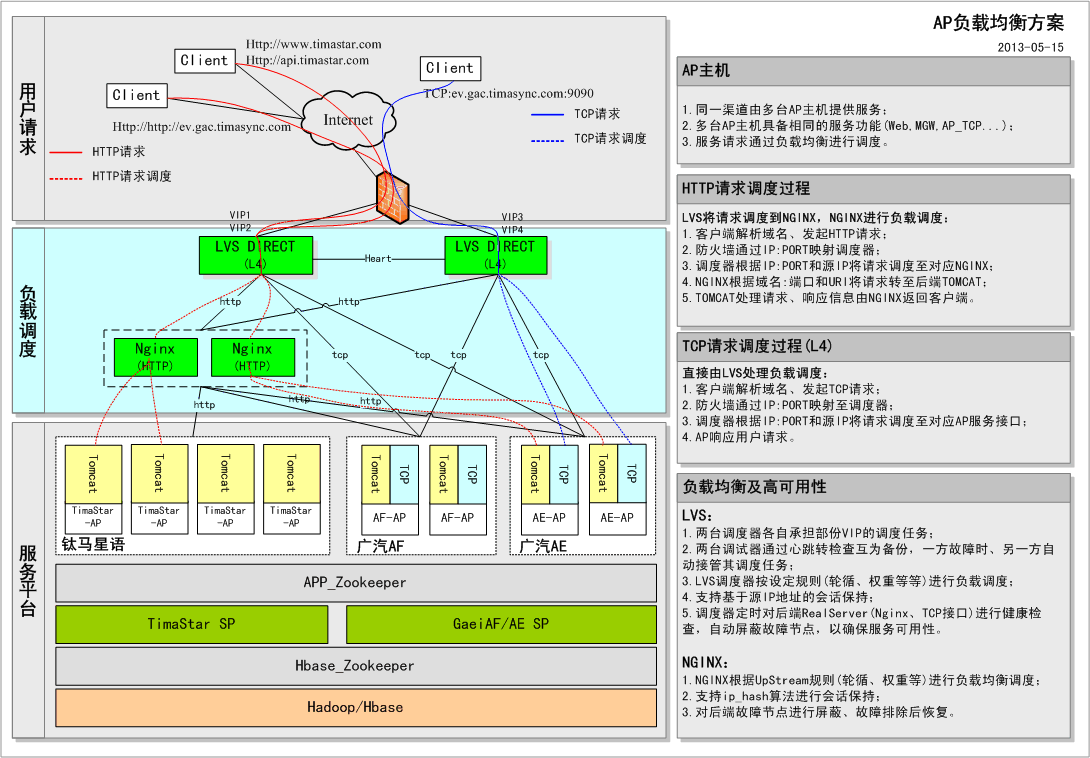 AP负载均衡方案
2013-05-15
用户请求
Client
Http://www.timastar.com
Http://api.timastar.com
Client
Client
TCP:ev.gac.timasync.com:9090
Http://http://ev.gac.timasync.com
Internet
TCP请求
TCP请求调度
HTTP请求
HTTP请求调度
VIP1
VIP2
VIP3
VIP4
负载调度
LVS DIRECT
(L4)
Heart
LVS DIRECT
(L4)
http
http
Nginx
(HTTP)
Nginx
(HTTP)
tcp
tcp
tcp
tcp
http
http
http
服务平台
Tomcat
TimaStar
-AP
Tomcat
TimaStar
-AP
Tomcat
TimaStar
-AP
Tomcat
TimaStar
-AP
钛马星语
Tomcat
TCP
AF-AP
Tomcat
TCP
AF-AP
广汽AF
Tomcat
TCP
AE-AP
Tomcat
TCP
AE-AP
广汽AE
APP_Zookeeper
TimaStar SP
GaeiAF/AE SP
Hbase_Zookeeper
Hadoop/Hbase
AP主机
1.同一渠道由多台AP主机提供服务;
2.多台AP主机具备相同的服务功能(Web,MGW,AP_TCP...);
3.服务请求通过负载均衡进行调度。
HTTP请求调度过程
LVS将请求调度到NGINX, NGINX进行负载调度:
1.客户端解析域名、发起HTTP请求;
2.防火墙通过IP:PORT映射调度器;
3.调度器根据IP:PORT和源IP将请求调度至对应NGINX;
4.NGINX根据域名:端口和URI将请求转至后端TOMCAT;
5.TOMCAT处理请求、响应信息由NGINX返回客户端。
TCP请求调度过程(L4)
直接由LVS处理负载调度:
1.客户端解析域名、发起TCP请求;
2.防火墙通过IP:PORT映射至调度器;
3.调度器根据IP:PORT和源IP将请求调度至对应AP服务接口;
4.AP响应用户请求。
负载均衡及高可用性
LVS:
1.两台调度器各自承担部份VIP的调度任务;
2.两台调试器通过心跳转检查互为备份，一方故障时、另一方自
动接管其调度任务;
3.LVS调度器按设定规则(轮循、权重等等)进行负载调度;
4.支持基于源IP地址的会话保持;
5.调度器定时对后端RealServer(Nginx、TCP接口)进行健康检
查，自动屏蔽故障节点，以确保服务可用性。
NGINX:
1.NGINX根据UpStream规则(轮循、权重等)进行负载均衡调度;
2.支持ip_hash算法进行会话保持;
3.对后端故障节点进行屏蔽、故障排除后恢复。